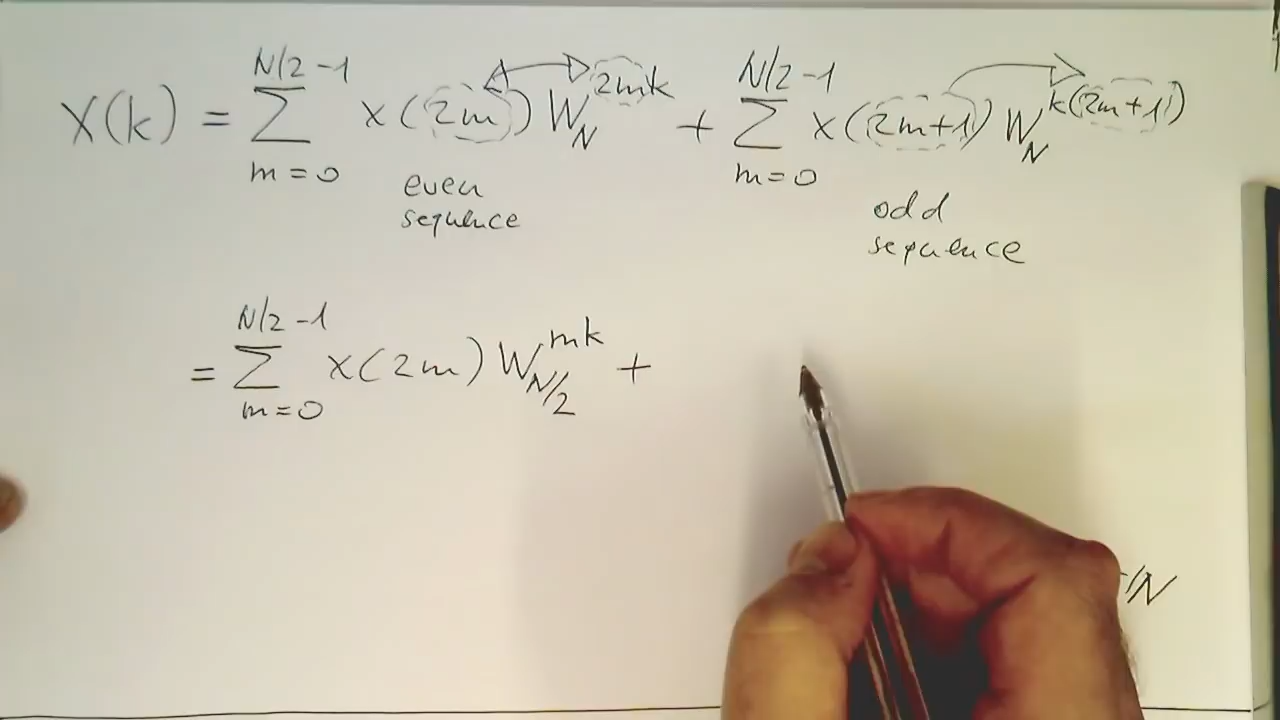 X(k) = N/2-1 Σ m=0 x(2m) W_N^2mk + N/2-1 Σ m=0 x(2m+1) W_N^k(2m+1)
even sequence
odd sequence
= N/2-1 Σ m=0 x(2m) W_N/2^mk +
/N